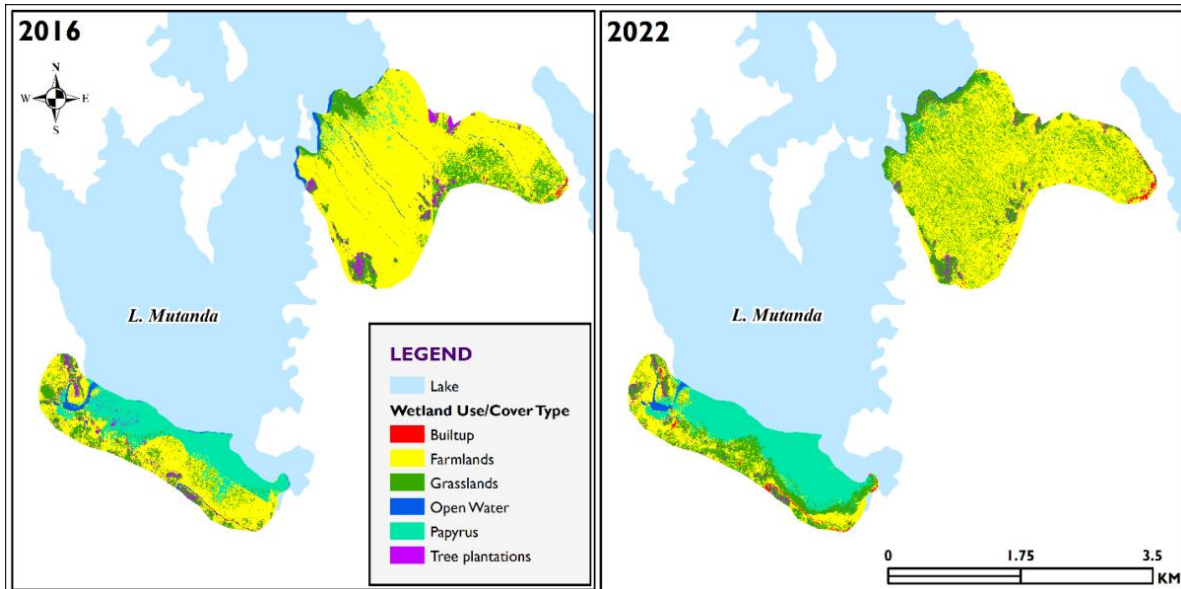 2016
N
W E
S
L. Mutanda
LEGEND
Lake
Wetland Use/Cover Type
Builtup
Farmlands
Grasslands
Open Water
Papyrus
Tree plantations
2022
L. Mutanda
0 1.75 3.5
KM